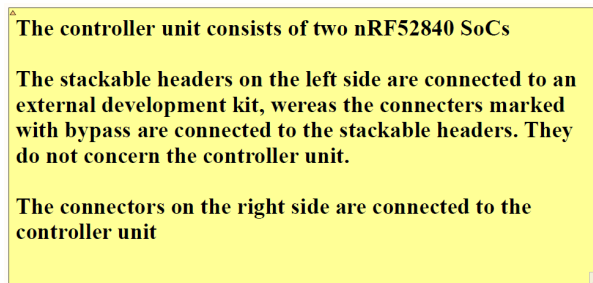 The controller unit consists of two nRF52840 SoCs
The stackable headers on the left side are connected to an
external development kit, wereas the connecters marked
with bypass are connected to the stackable headers. They
do not concern the controller unit.
The connectors on the right side are connected to the
controller unit